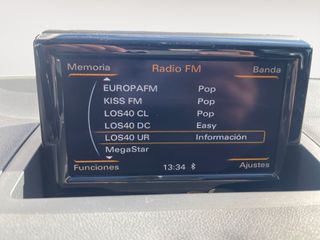 Memoria Radio FM Banda
EUROPAFM Pop
KISS FM Pop
LOS40 CL Pop
LOS40 DC Easy
LOS40 UR Información
MegaStar
Funciones 13:34 Ajustes